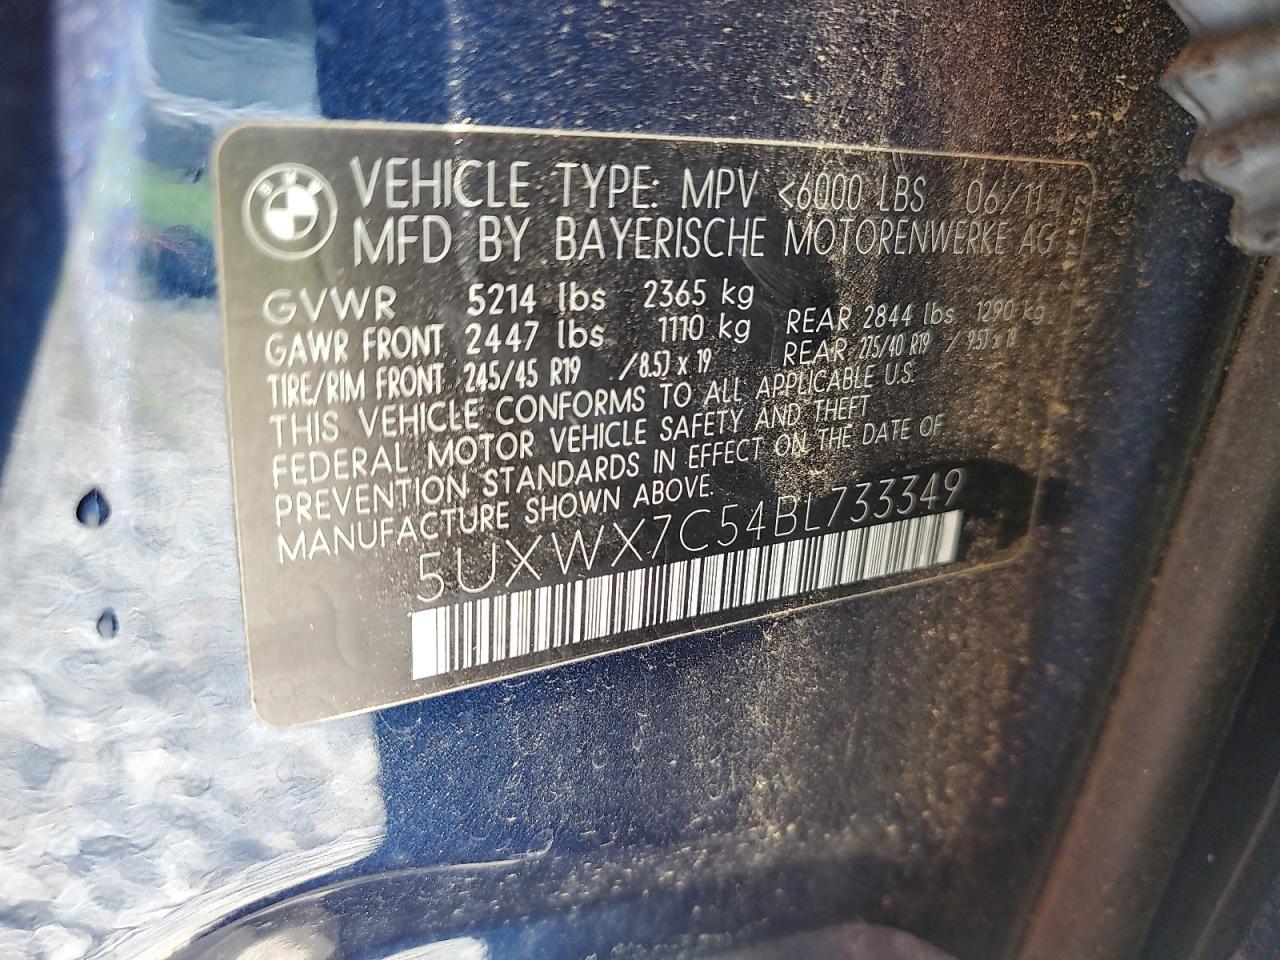 BMW
VEHICLE TYPE: MPV <6000 LBS 06/11
MFD BY BAYERISCHE MOTORENWERKE AG
GVWR 5214 lbs 2365 kg
GAWR FRONT 2447 lbs 1110 kg REAR 2844 lbs 1290 kg
TIRE/RIM FRONT 245/45 R19 /8.5J x 19 REAR 275/40 R19 / 9.5J x 19
THIS VEHICLE CONFORMS TO ALL APPLICABLE U.S.
FEDERAL MOTOR VEHICLE SAFETY AND THEFT
PREVENTION STANDARDS IN EFFECT ON THE DATE OF
MANUFACTURE SHOWN ABOVE.
5UXWX7C54BL733349